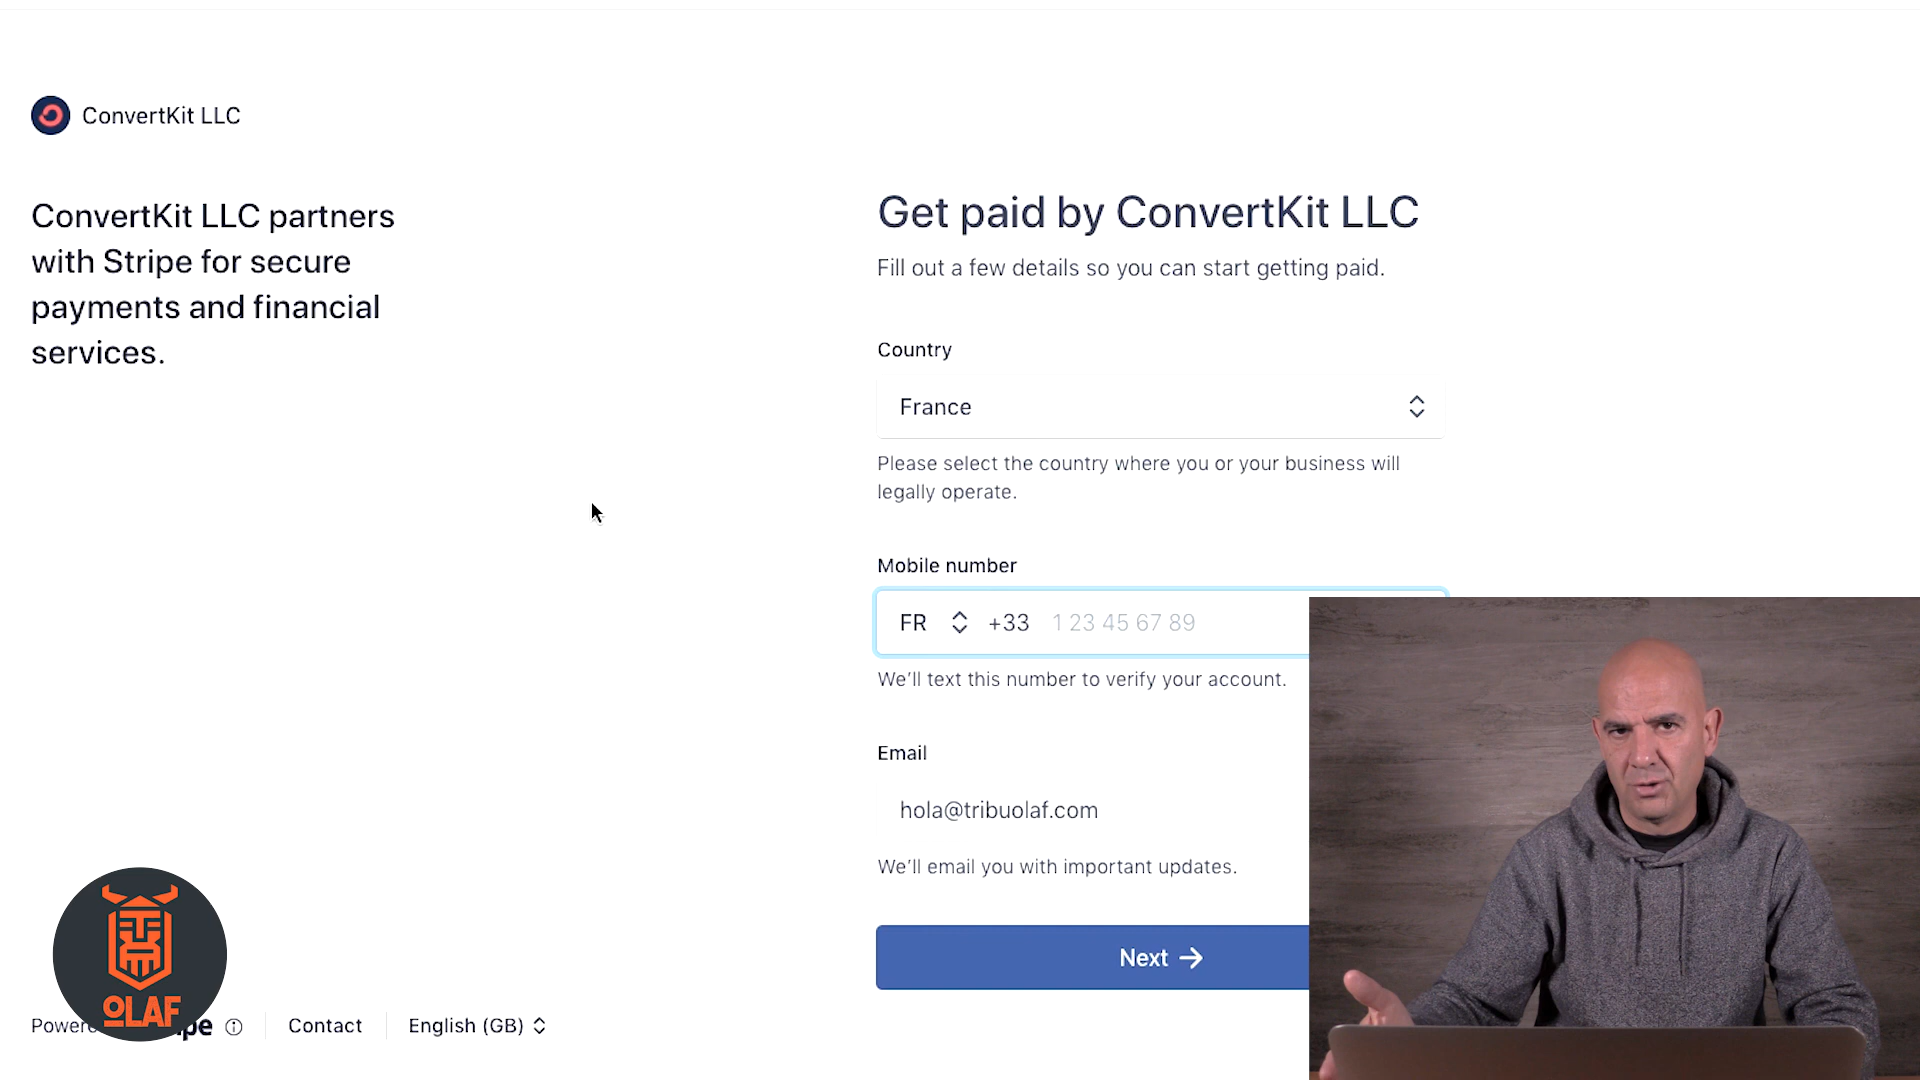 ConvertKit LLC
ConvertKit LLC partners
with Stripe for secure
payments and financial
services.
Get paid by ConvertKit LLC
Fill out a few details so you can start getting paid.
Country
France
Please select the country where you or your business will
legally operate.
Mobile number
FR +33 1 23 45 67 89
We'll text this number to verify your account.
Email
hola@tribuolaf.com
We'll email you with important updates.
Next →
OLAF
Contact
English (GB)